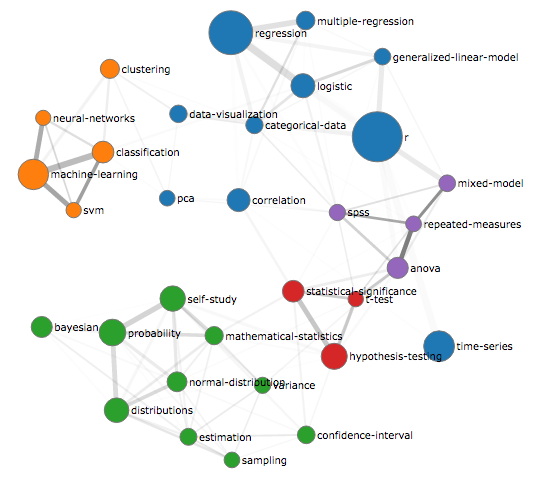 multiple-regression
regression
generalized-linear-model
clustering
logistic
neural-networks
data-visualization
categorical-data
r
classification
machine-learning
mixed-model
pca
correlation
svm
spss
repeated-measures
anova
statistical-significance
self-study
t-test
bayesian
probability
mathematical-statistics
time-series
hypothesis-testing
normal-distribution
variance
distributions
estimation
confidence-interval
sampling